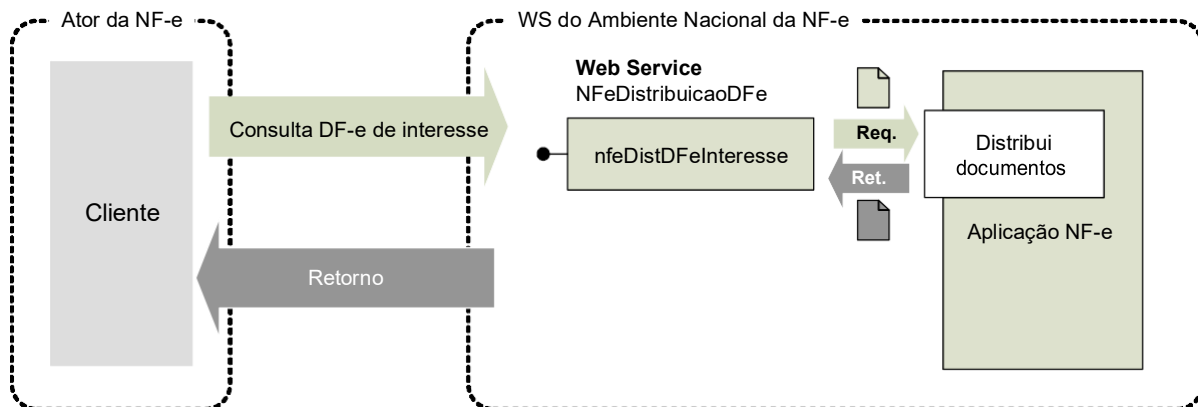 Ator da NF-e
WS do Ambiente Nacional da NF-e
Cliente
Consulta DF-e de interesse
Retorno
Web Service
NFeDistribuicaoDFe
nfeDistDFeInteresse
Req.
Ret.
Distribui
documentos
Aplicação NF-e